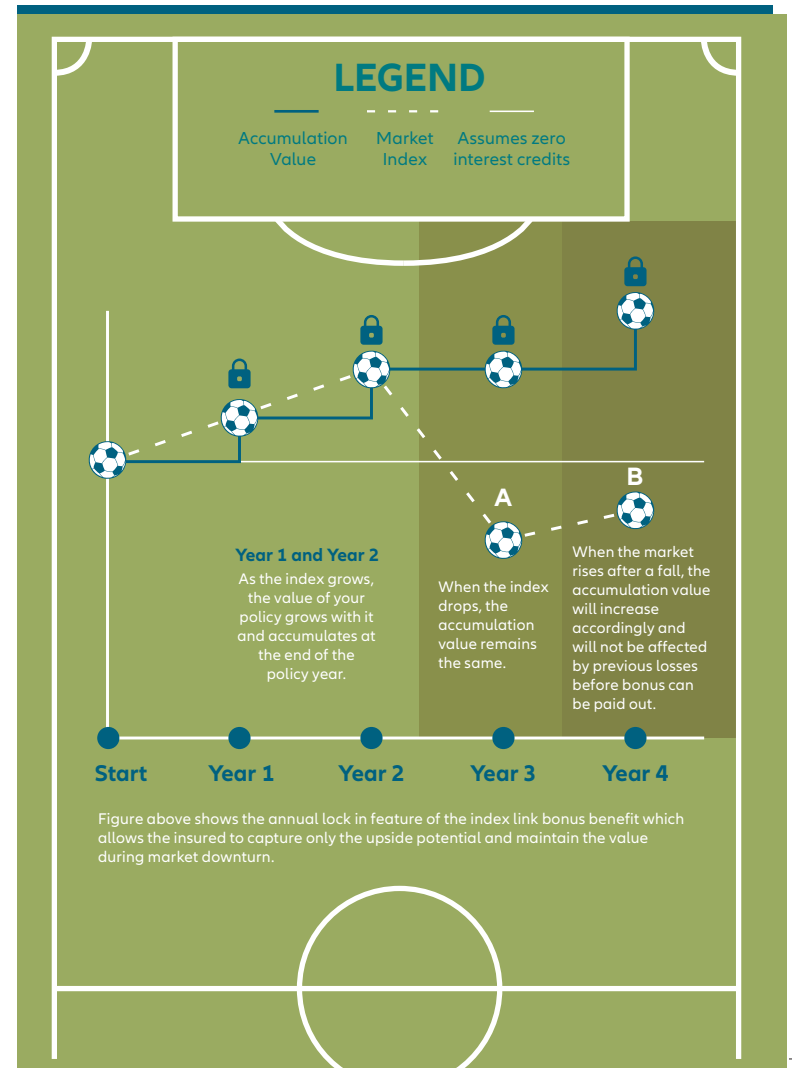 LEGEND
Accumulation
Value
Market
Index
Assumes zero
interest credits
A
B
Year 1 and Year 2
As the index grows,
the value of your
policy grows with it
and accumulates at
the end of the
policy year.
When the index
drops, the
accumulation
value remains
the same.
When the market
rises after a fall, the
accumulation value
will increase
accordingly and
will not be affected
by previous losses
before bonus can
be paid out.
Start
Year 1
Year 2
Year 3
Year 4
Figure above shows the annual lock in feature of the index link bonus benefit which
allows the insured to capture only the upside potential and maintain the value
during market downturn.